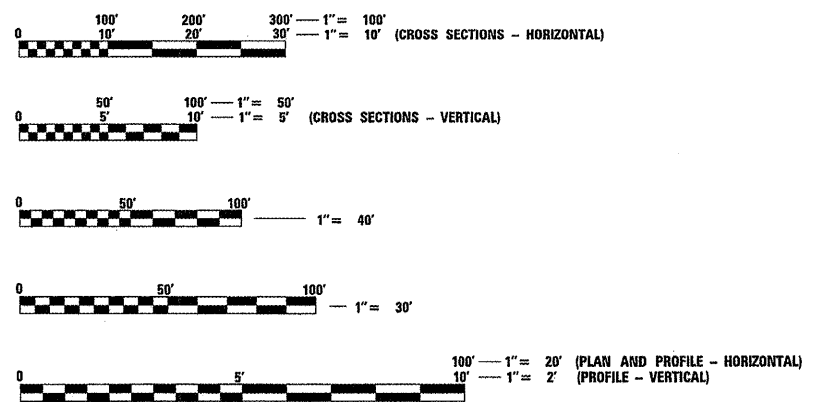 100' 200' 300' 1"= 100'
0 10' 20' 30' 1"= 10' (CROSS SECTIONS - HORIZONTAL)
50' 100' 1"= 50'
0 5' 10' 1"= 5' (CROSS SECTIONS - VERTICAL)
0 50' 100'
1"= 40'
0 50' 100'
1"= 30'
100' 1"= 20' (PLAN AND PROFILE - HORIZONTAL)
0 5' 10' 1"= 2' (PROFILE - VERTICAL)